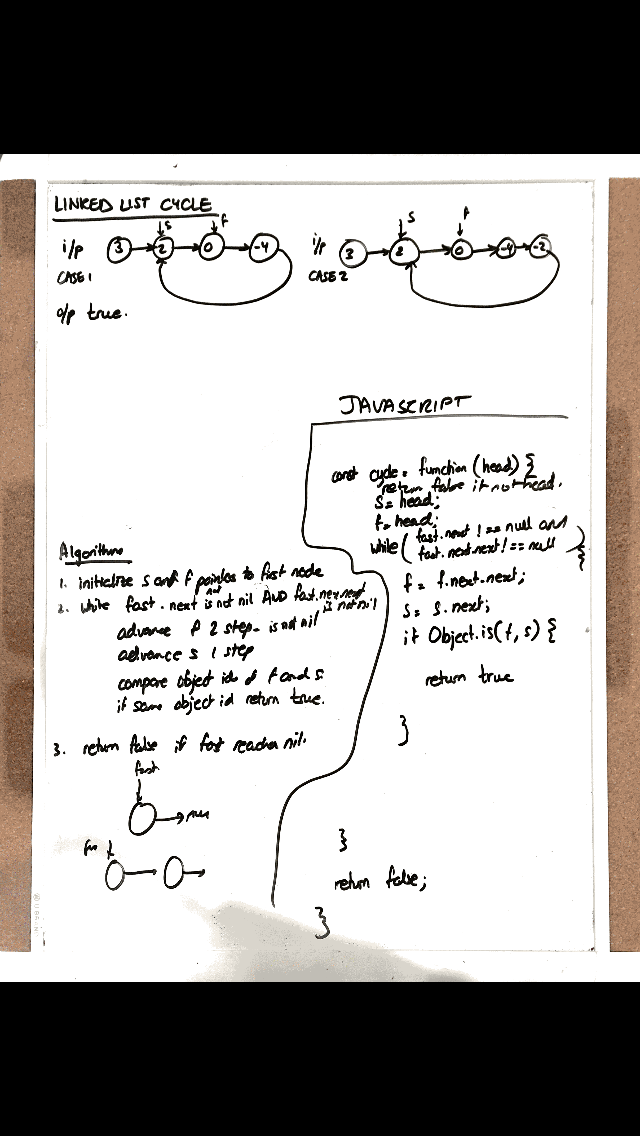 LINKED LIST CYCLE
S f
i/p 3 2 0 -4
CASE 1
o/p true.
S f
i/p 3 2 0 -4 -2
CASE 2
Algorithm
1. initialize s and f pointers to first node
2. while fast.next is not nil AND fast.next.next is not nil
advance f 2 step- is not nil
advance s 1 step
compare object ids of f and s
if same object id return true.
3. return false if fast reaches nil.
fast
JAVASCRIPT
const cycle = function (head) {
return false if not head.
s = head;
f = head;
while ( fast.next !== null and
fast.next.next !== null ) {
f = f.next.next;
s = s.next;
if Object.is(f, s) {
return true
}
}
return false;
}